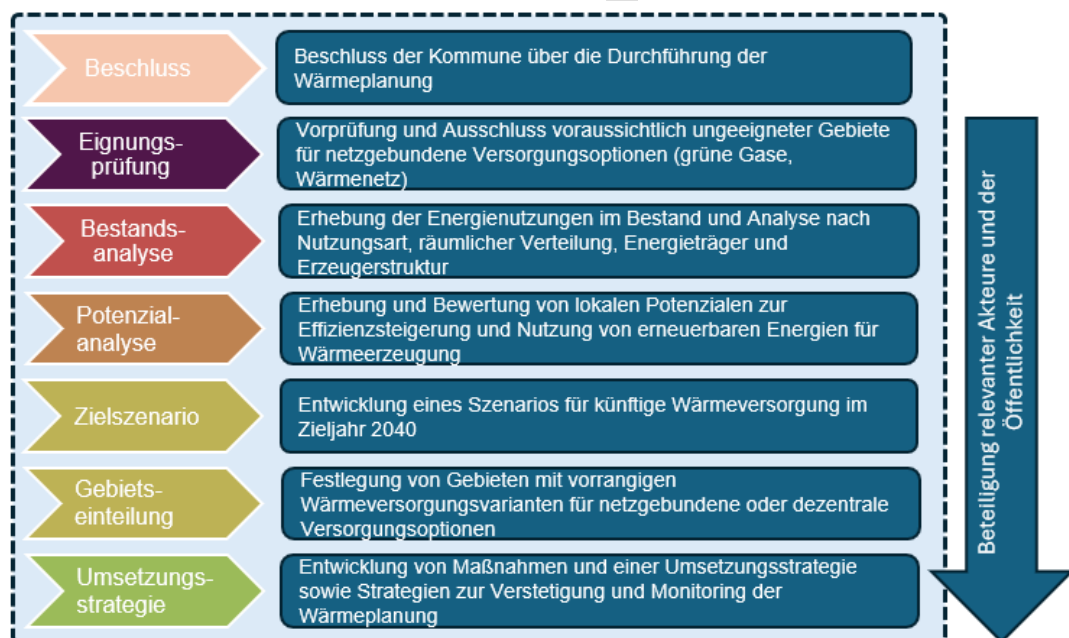 Beschluss
Beschluss der Kommune über die Durchführung der
Wärmeplanung
Eignungs-
prüfung
Vorprüfung und Ausschluss voraussichtlich ungeeigneter Gebiete
für netzgebundene Versorgungsoptionen (grüne Gase,
Wärmenetz)
Bestands-
analyse
Erhebung der Energienutzungen im Bestand und Analyse nach
Nutzungsart, räumlicher Verteilung, Energieträger und
Erzeugerstruktur
Potenzial-
analyse
Erhebung und Bewertung von lokalen Potenzialen zur
Effizienzsteigerung und Nutzung von erneuerbaren Energien für
Wärmeerzeugung
Zielszenario
Entwicklung eines Szenarios für künftige Wärmeversorgung im
Zieljahr 2040
Gebiets-
einteilung
Festlegung von Gebieten mit vorrangigen
Wärmeversorgungsvarianten für netzgebundene oder dezentrale
Versorgungsoptionen
Umsetzungs-
strategie
Entwicklung von Maßnahmen und einer Umsetzungsstrategie
sowie Strategien zur Verstetigung und Monitoring der
Wärmeplanung
Beteiligung relevanter Akteure und der
Öffentlichkeit